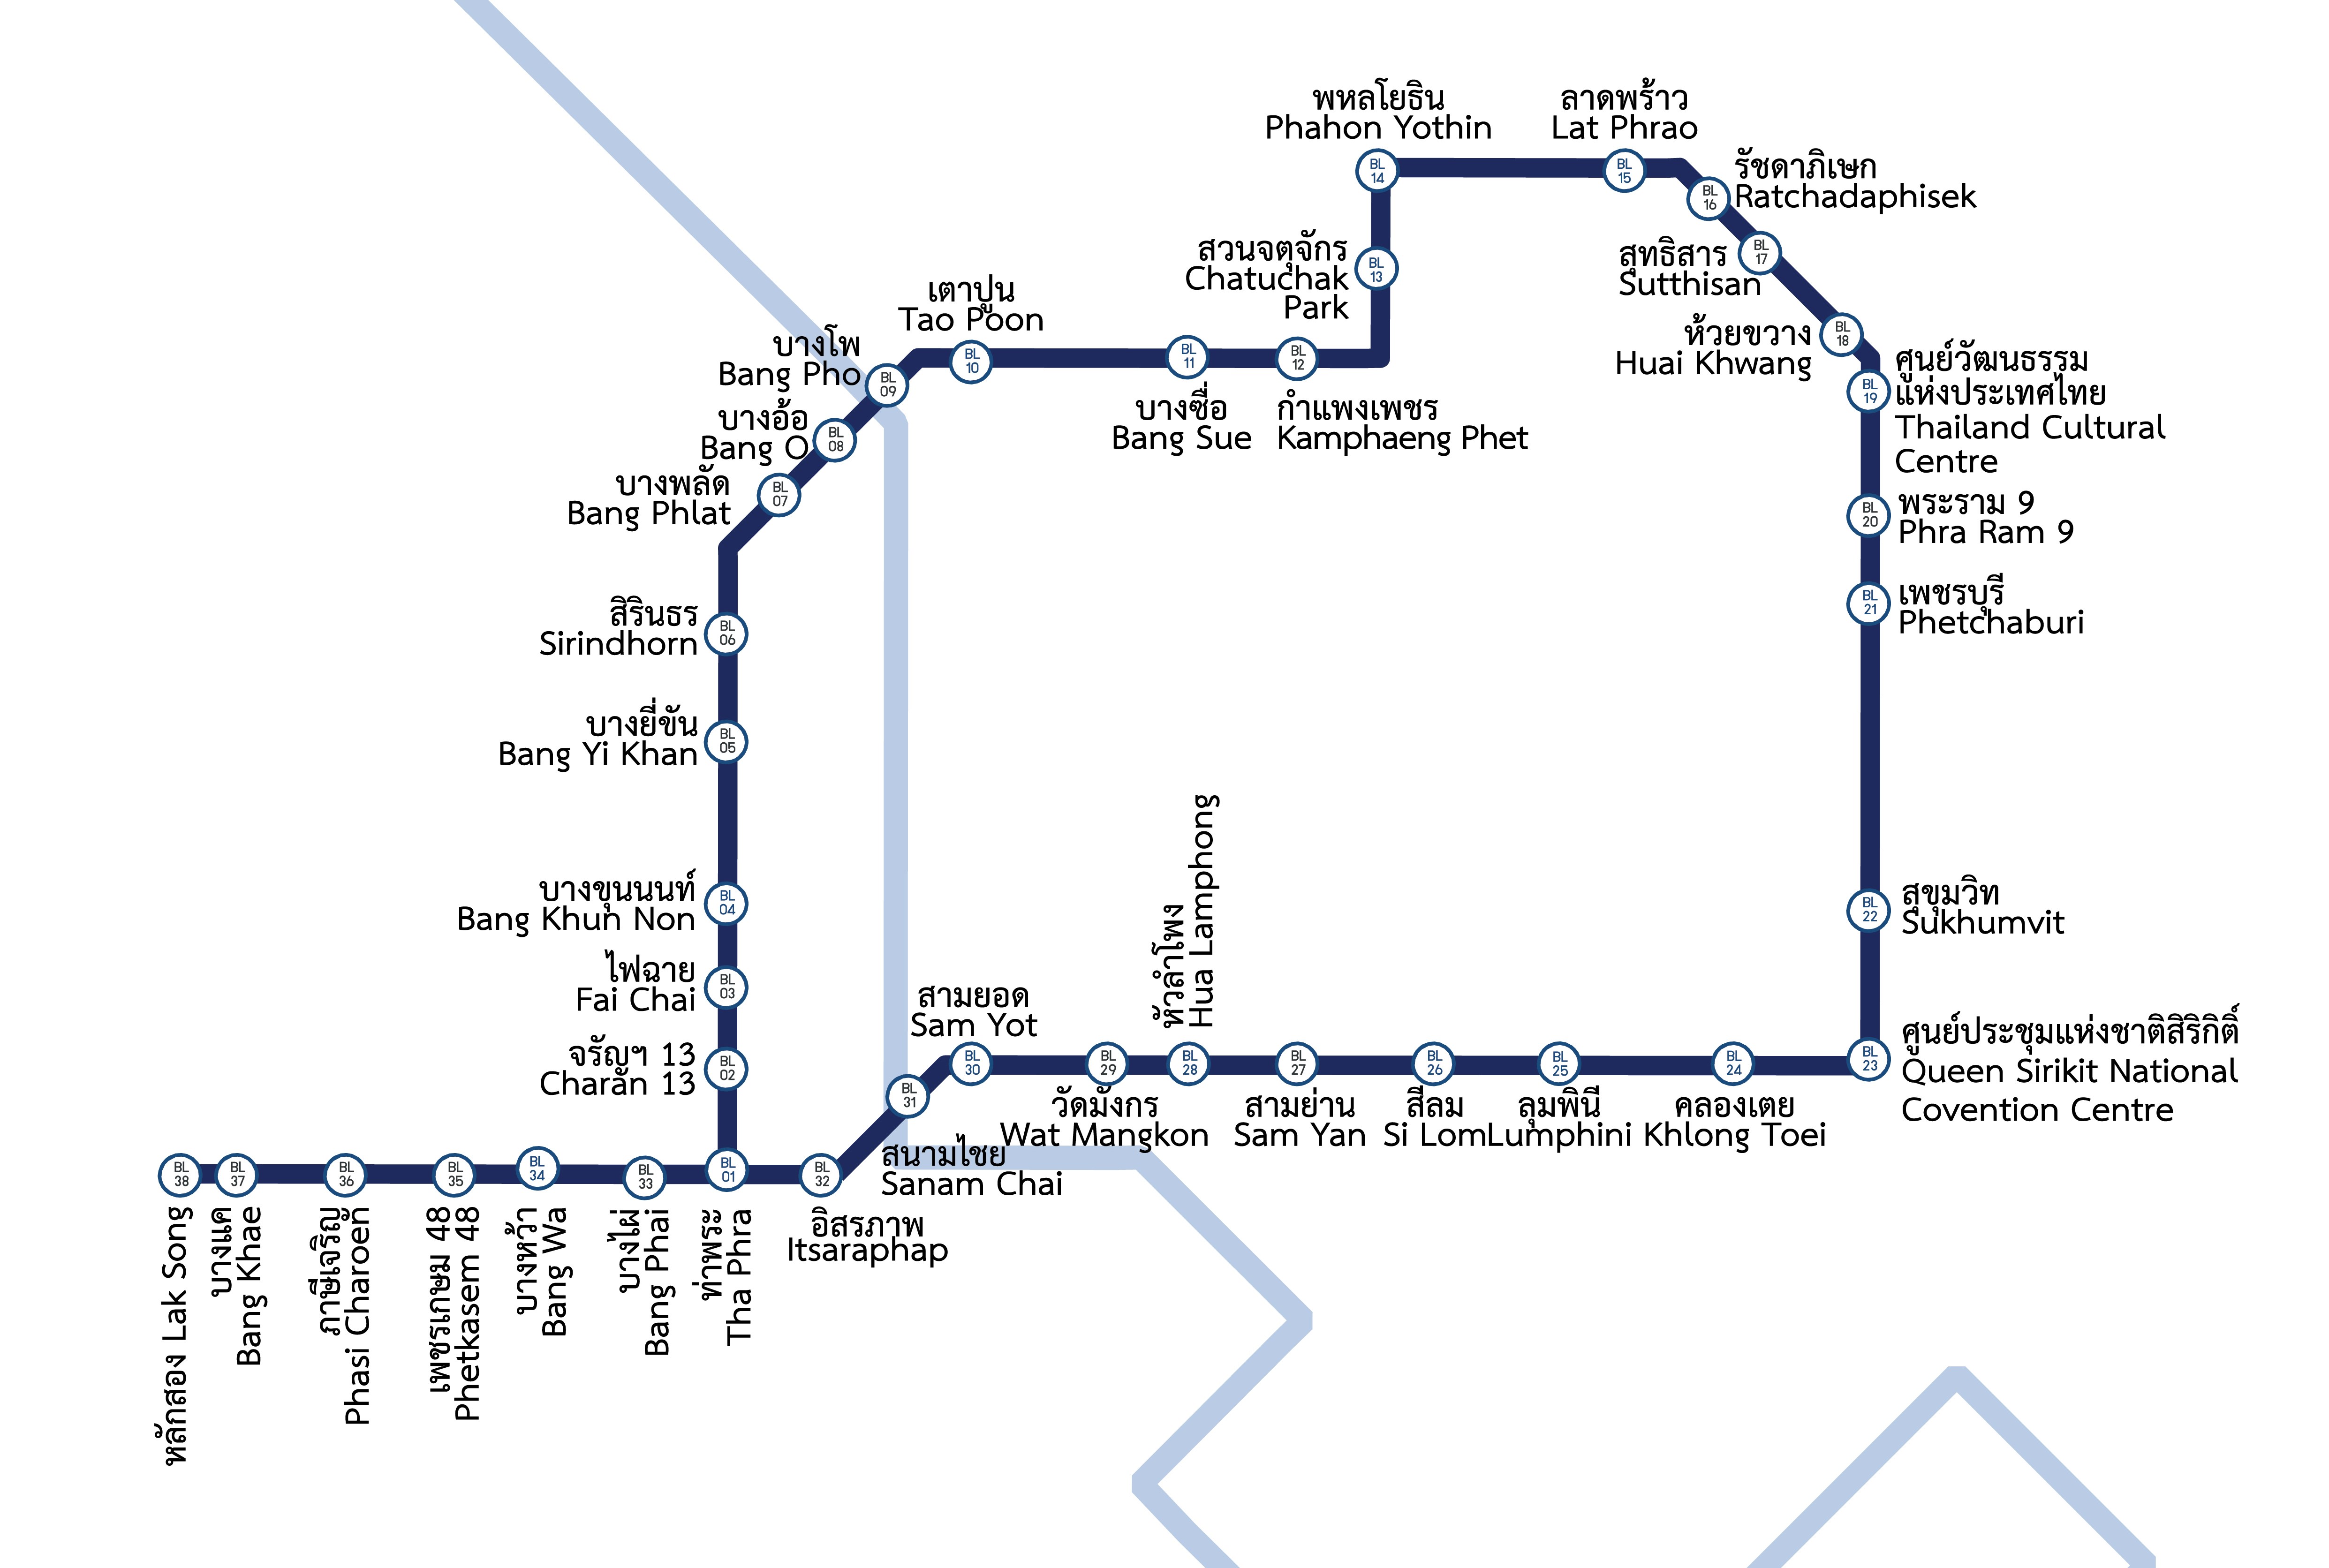 พหลโยธิน
Phahon Yothin
BL
14
ลาดพร้าว
Lat Phrao
BL
15
รัชดาภิเษก
Ratchadaphisek
BL
16
สุทธิสาร
Sutthisan
BL
17
สวนจตุจักร
Chatuchak
Park
BL
13
เตาปูน
Tao Poon
BL
10
บางโพ
Bang Pho
BL
09
บางซื่อ
Bang Sue
BL
11
กำแพงเพชร
Kamphaeng Phet
BL
12
ห้วยขวาง
Huai Khwang
BL
18
ศูนย์วัฒนธรรม
แห่งประเทศไทย
Thailand Cultural
Centre
BL
19
บางอ้อ
Bang O
BL
08
บางพลัด
Bang Phlat
BL
07
พระราม 9
Phra Ram 9
BL
20
เพชรบุรี
Phetchaburi
BL
21
สิรินธร
Sirindhorn
BL
06
บางยี่ขัน
Bang Yi Khan
BL
05
บางขุนนนท์
Bang Khun Non
BL
04
ไฟฉาย
Fai Chai
BL
03
จรัญฯ 13
Charan 13
BL
02
สุขุมวิท
Sukhumvit
BL
22
ศูนย์ประชุมแห่งชาติสิริกิติ์
Queen Sirikit National
Covention Centre
BL
23
คลองเตย
Khlong Toei
BL
24
ลุมพินี
Lumphini
BL
25
สีลม
Si Lom
BL
26
สามย่าน
Sam Yan
BL
27
หัวลำโพง
Hua Lamphong
BL
28
วัดมังกร
Wat Mangkon
BL
29
สามยอด
Sam Yot
BL
30
สนามไชย
Sanam Chai
BL
31
อิสรภาพ
Itsaraphap
BL
32
ท่าพระ
Tha Phra
BL
01
บางไผ่
Bang Phai
BL
33
บางหว้า
Bang Wa
BL
34
เพชรเกษม 48
Phetkasem 48
BL
35
ภาษีเจริญ
Phasi Charoen
BL
36
บางแค
Bang Khae
BL
37
หลักสอง Lak Song
BL
38